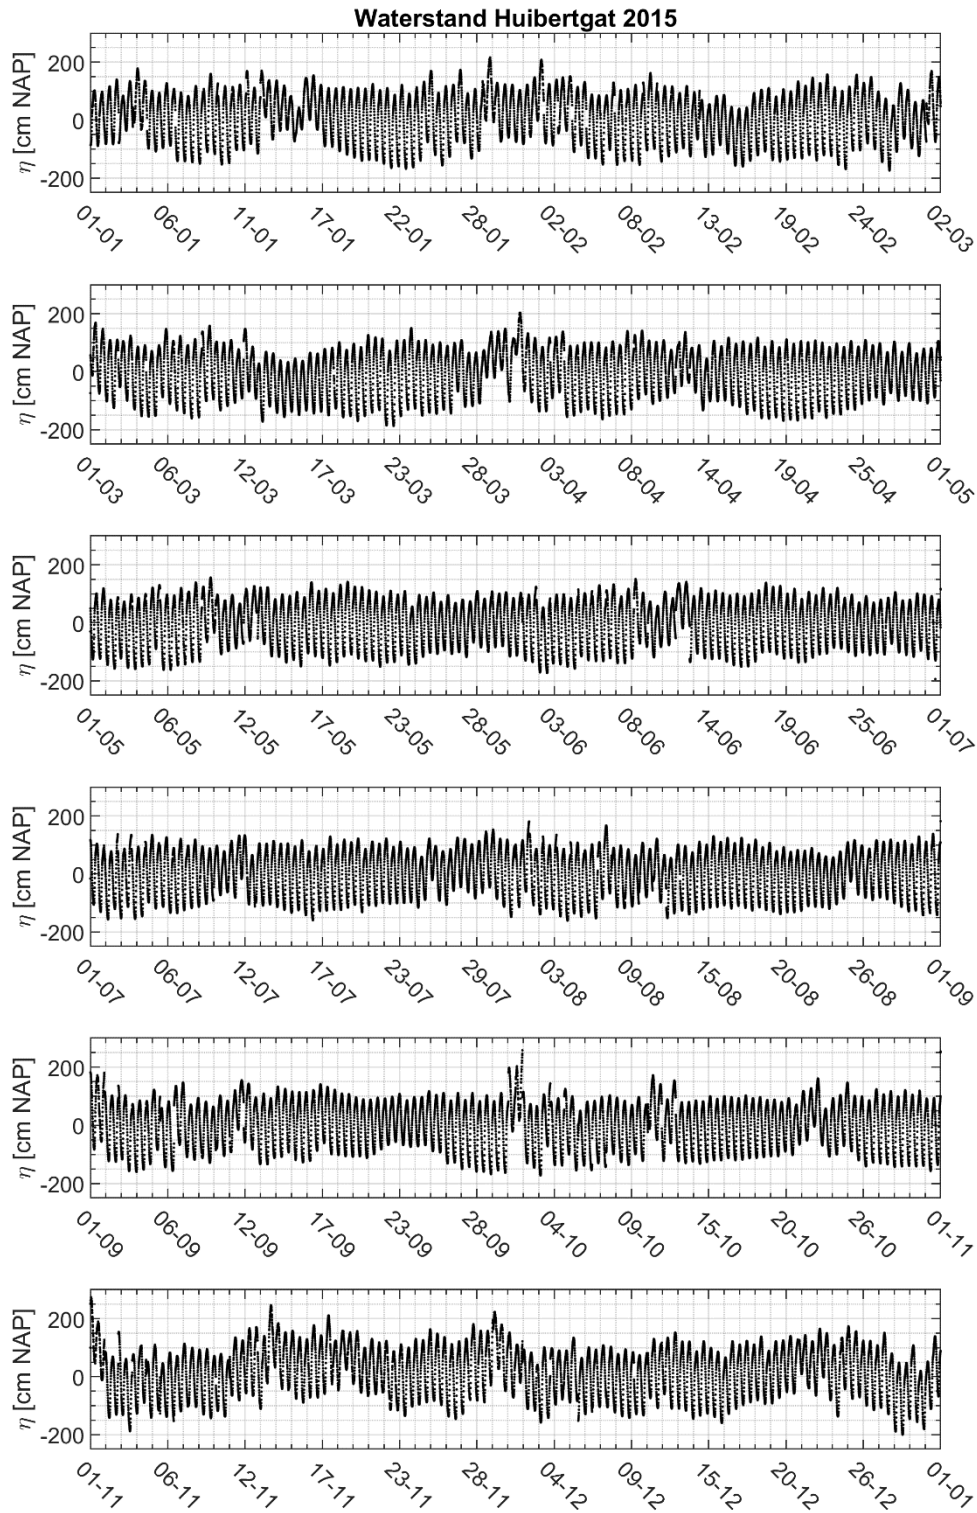 Waterstand Huibertgat 2015
η [cm NAP]
200
0
-200
01-01 06-01 11-01 17-01 22-01 28-01 02-02 08-02 13-02 19-02 24-02 02-03
η [cm NAP]
200
0
-200
01-03 06-03 12-03 17-03 23-03 28-03 03-04 08-04 14-04 19-04 25-04 01-05
η [cm NAP]
200
0
-200
01-05 06-05 12-05 17-05 23-05 28-05 03-06 08-06 14-06 19-06 25-06 01-07
η [cm NAP]
200
0
-200
01-07 06-07 12-07 17-07 23-07 29-07 03-08 09-08 15-08 20-08 26-08 01-09
η [cm NAP]
200
0
-200
01-09 06-09 12-09 17-09 23-09 28-09 04-10 09-10 15-10 20-10 26-10 01-11
η [cm NAP]
200
0
-200
01-11 06-11 12-11 17-11 23-11 28-11 04-12 09-12 15-12 20-12 26-12 01-01